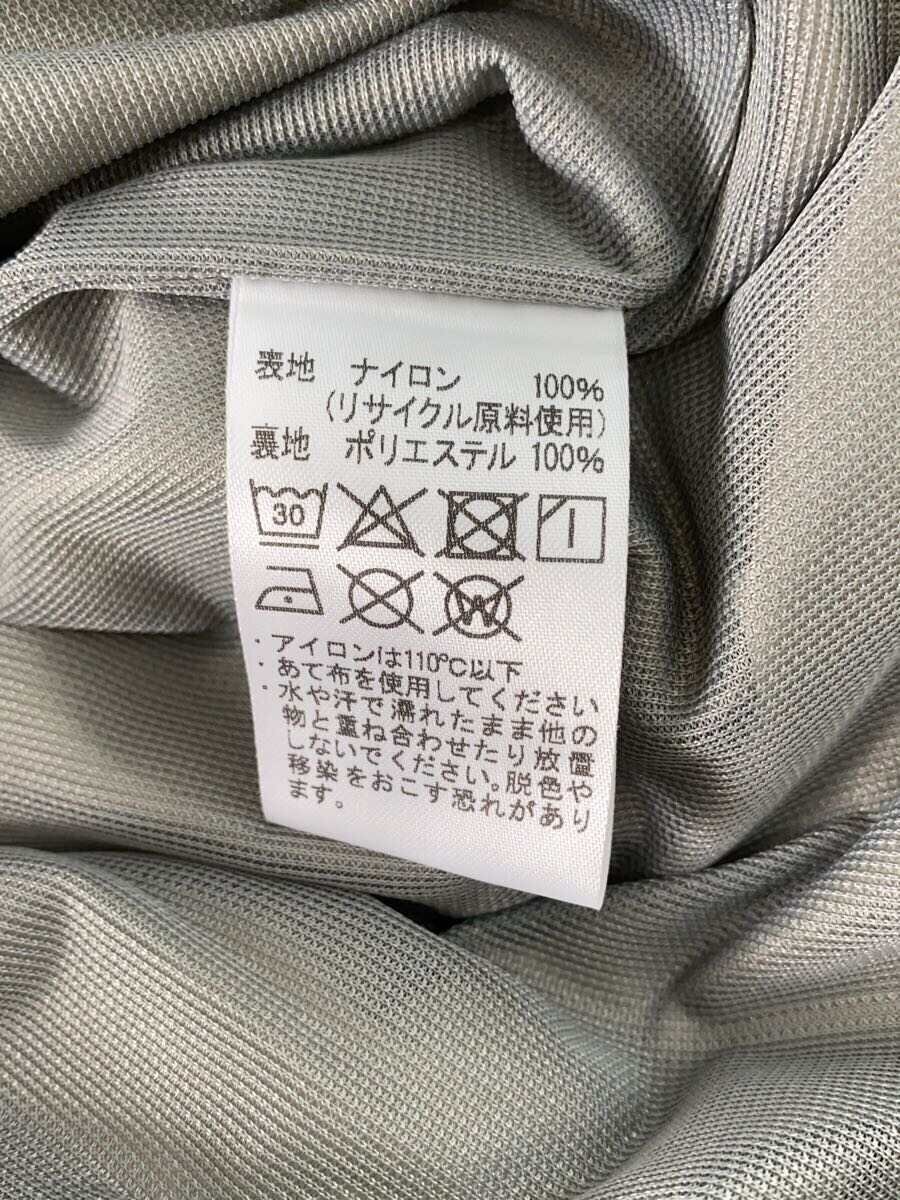 表地 ナイロン 100%
(リサイクル原料使用)
裏地 ポリエステル 100%
30
W
・アイロンは110℃以下
・あて布を使用してください
・水や汗で濡れたまま他の
物と重ね合わせたり放置
しないでください。脱色や
移染をおこす恐れがあり
ます。